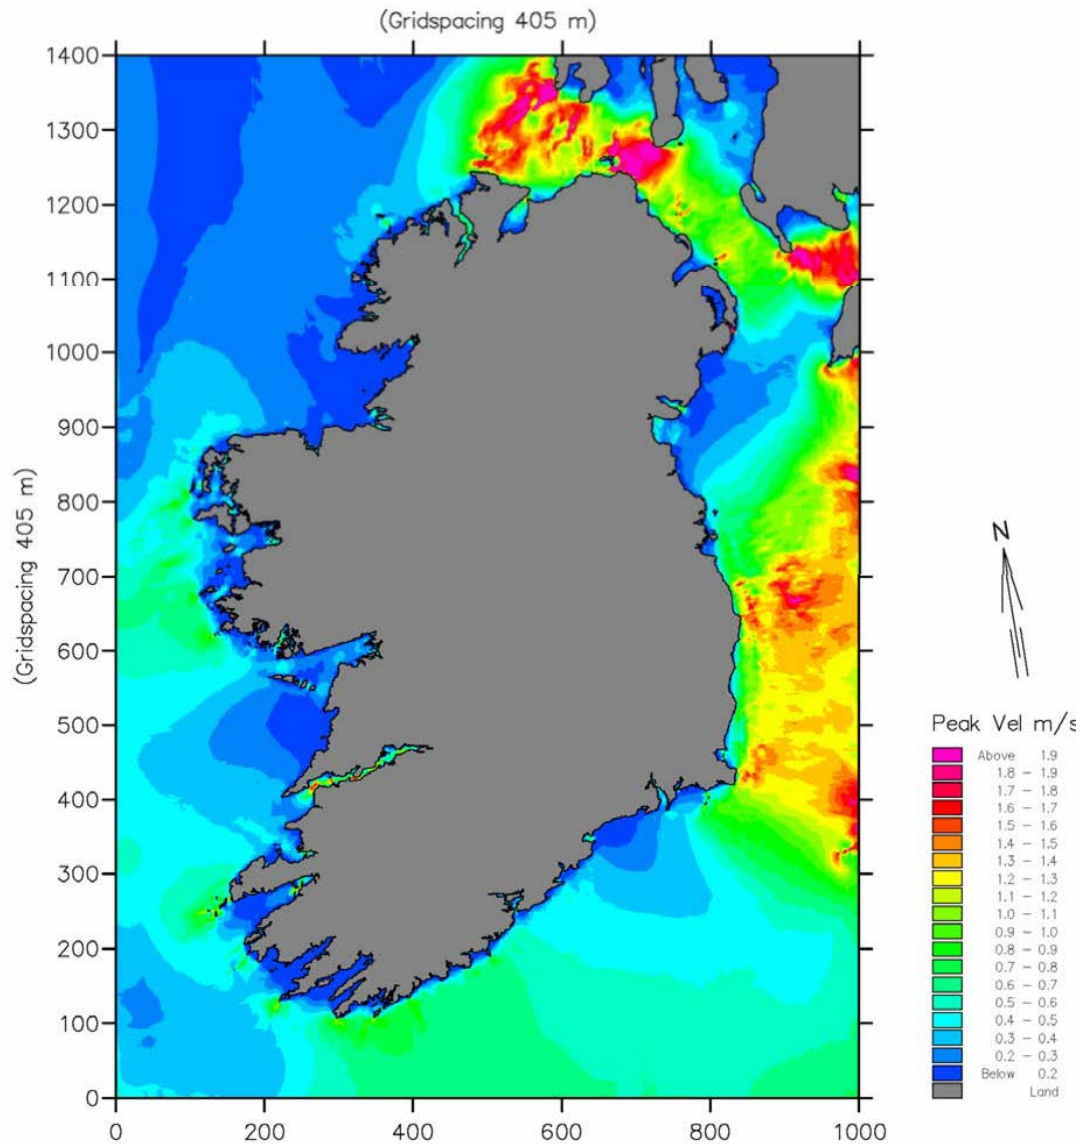 (Gridspacing 405 m)
1400
1300
1200
1100
1000
900
800
700
600
500
400
300
200
100
0
(Gridspacing 405 m)
0 200 400 600 800 1000
N
Peak Vel m/s
Above 1.9
1.8 - 1.9
1.7 - 1.8
1.6 - 1.7
1.5 - 1.6
1.4 - 1.5
1.3 - 1.4
1.2 - 1.3
1.1 - 1.2
1.0 - 1.1
0.9 - 1.0
0.8 - 0.9
0.7 - 0.8
0.6 - 0.7
0.5 - 0.6
0.4 - 0.5
0.3 - 0.4
0.2 - 0.3
Below 0.2
Land